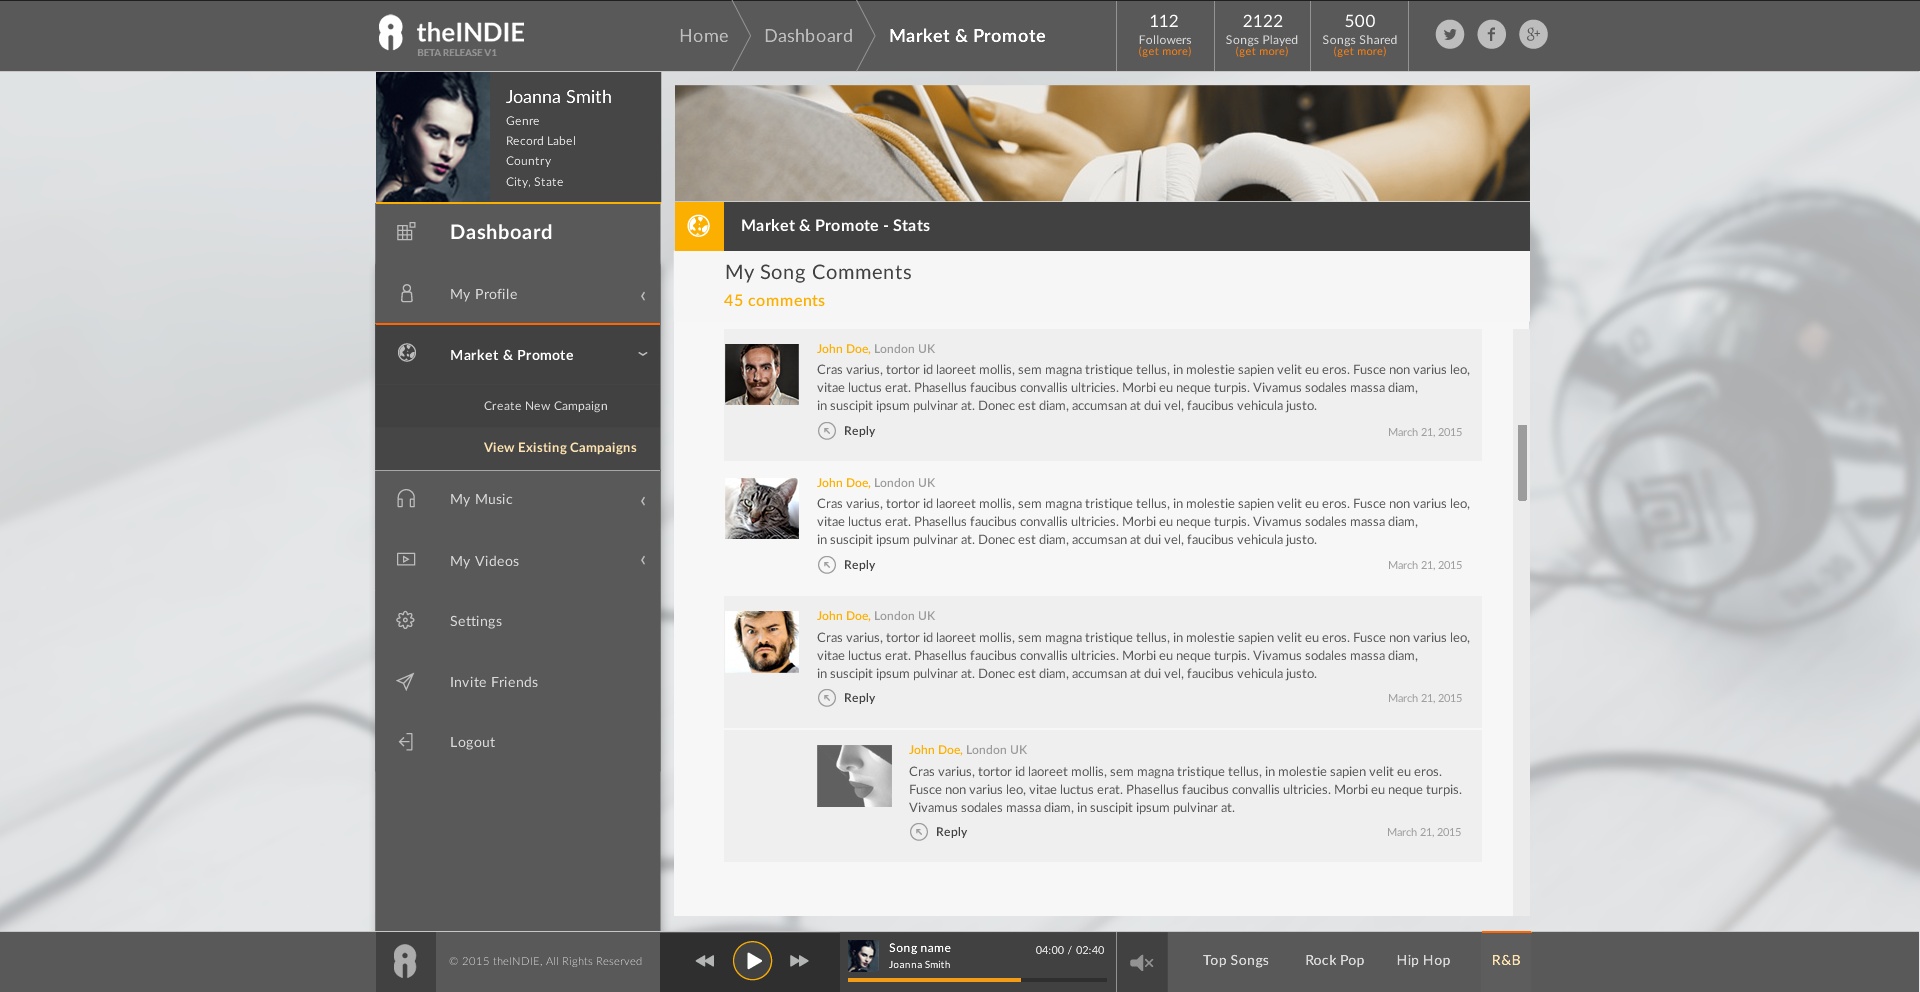 theINDIE
BETA RELEASE V1
Home
Dashboard
Market & Promote
112
Followers
(get more)
2122
Songs Played
(get more)
500
Songs Shared
(get more)
Joanna Smith
Genre
Record Label
Country
City, State
Dashboard
My Profile
Market & Promote
Create New Campaign
View Existing Campaigns
My Music
My Videos
Settings
Invite Friends
Logout
Market & Promote - Stats
My Song Comments
45 comments
John Doe, London UK
Cras varius, tortor id laoreet mollis, sem magna tristique tellus, in molestie sapien velit eu eros. Fusce non varius leo,
vitae luctus erat. Phasellus faucibus convallis ultricies. Morbi eu neque turpis. Vivamus sodales massa diam,
in suscipit ipsum pulvinar at. Donec est diam, accumsan at dui vel, faucibus vehicula justo.
Reply
March 21, 2015
John Doe, London UK
Cras varius, tortor id laoreet mollis, sem magna tristique tellus, in molestie sapien velit eu eros. Fusce non varius leo,
vitae luctus erat. Phasellus faucibus convallis ultricies. Morbi eu neque turpis. Vivamus sodales massa diam,
in suscipit ipsum pulvinar at. Donec est diam, accumsan at dui vel, faucibus vehicula justo.
Reply
March 21, 2015
John Doe, London UK
Cras varius, tortor id laoreet mollis, sem magna tristique tellus, in molestie sapien velit eu eros. Fusce non varius leo,
vitae luctus erat. Phasellus faucibus convallis ultricies. Morbi eu neque turpis. Vivamus sodales massa diam,
in suscipit ipsum pulvinar at. Donec est diam, accumsan at dui vel, faucibus vehicula justo.
Reply
March 21, 2015
John Doe, London UK
Cras varius, tortor id laoreet mollis, sem magna tristique tellus, in molestie sapien velit eu eros.
Fusce non varius leo, vitae luctus erat. Phasellus faucibus convallis ultricies. Morbi eu neque turpis.
Vivamus sodales massa diam, in suscipit ipsum pulvinar at.
Reply
March 21, 2015
© 2015 theINDIE, All Rights Reserved
Song name
Joanna Smith
04:00 / 02:40
Top Songs
Rock Pop
Hip Hop
R&B